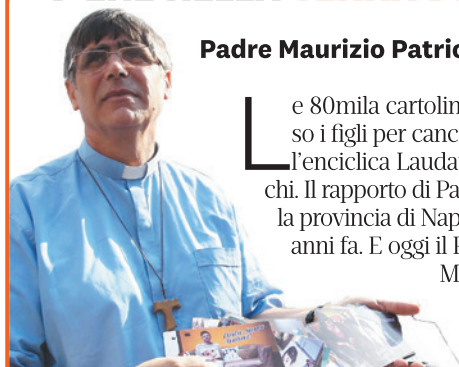 Padre Maurizio Patric
Le 80mila cartolin
so i figli per canc
l'enciclica Lauda
chi. Il rapporto di Pa
la provincia di Nap
anni fa. E oggi il
M